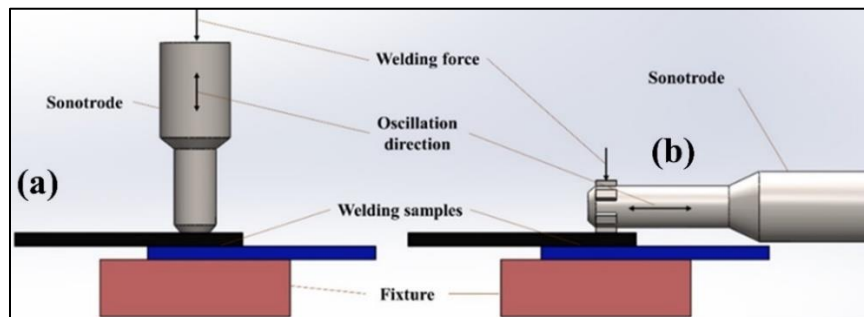 Welding force
Sonotrode
Sonotrode
Oscillation
direction
(b)
(a)
Welding samples
Fixture